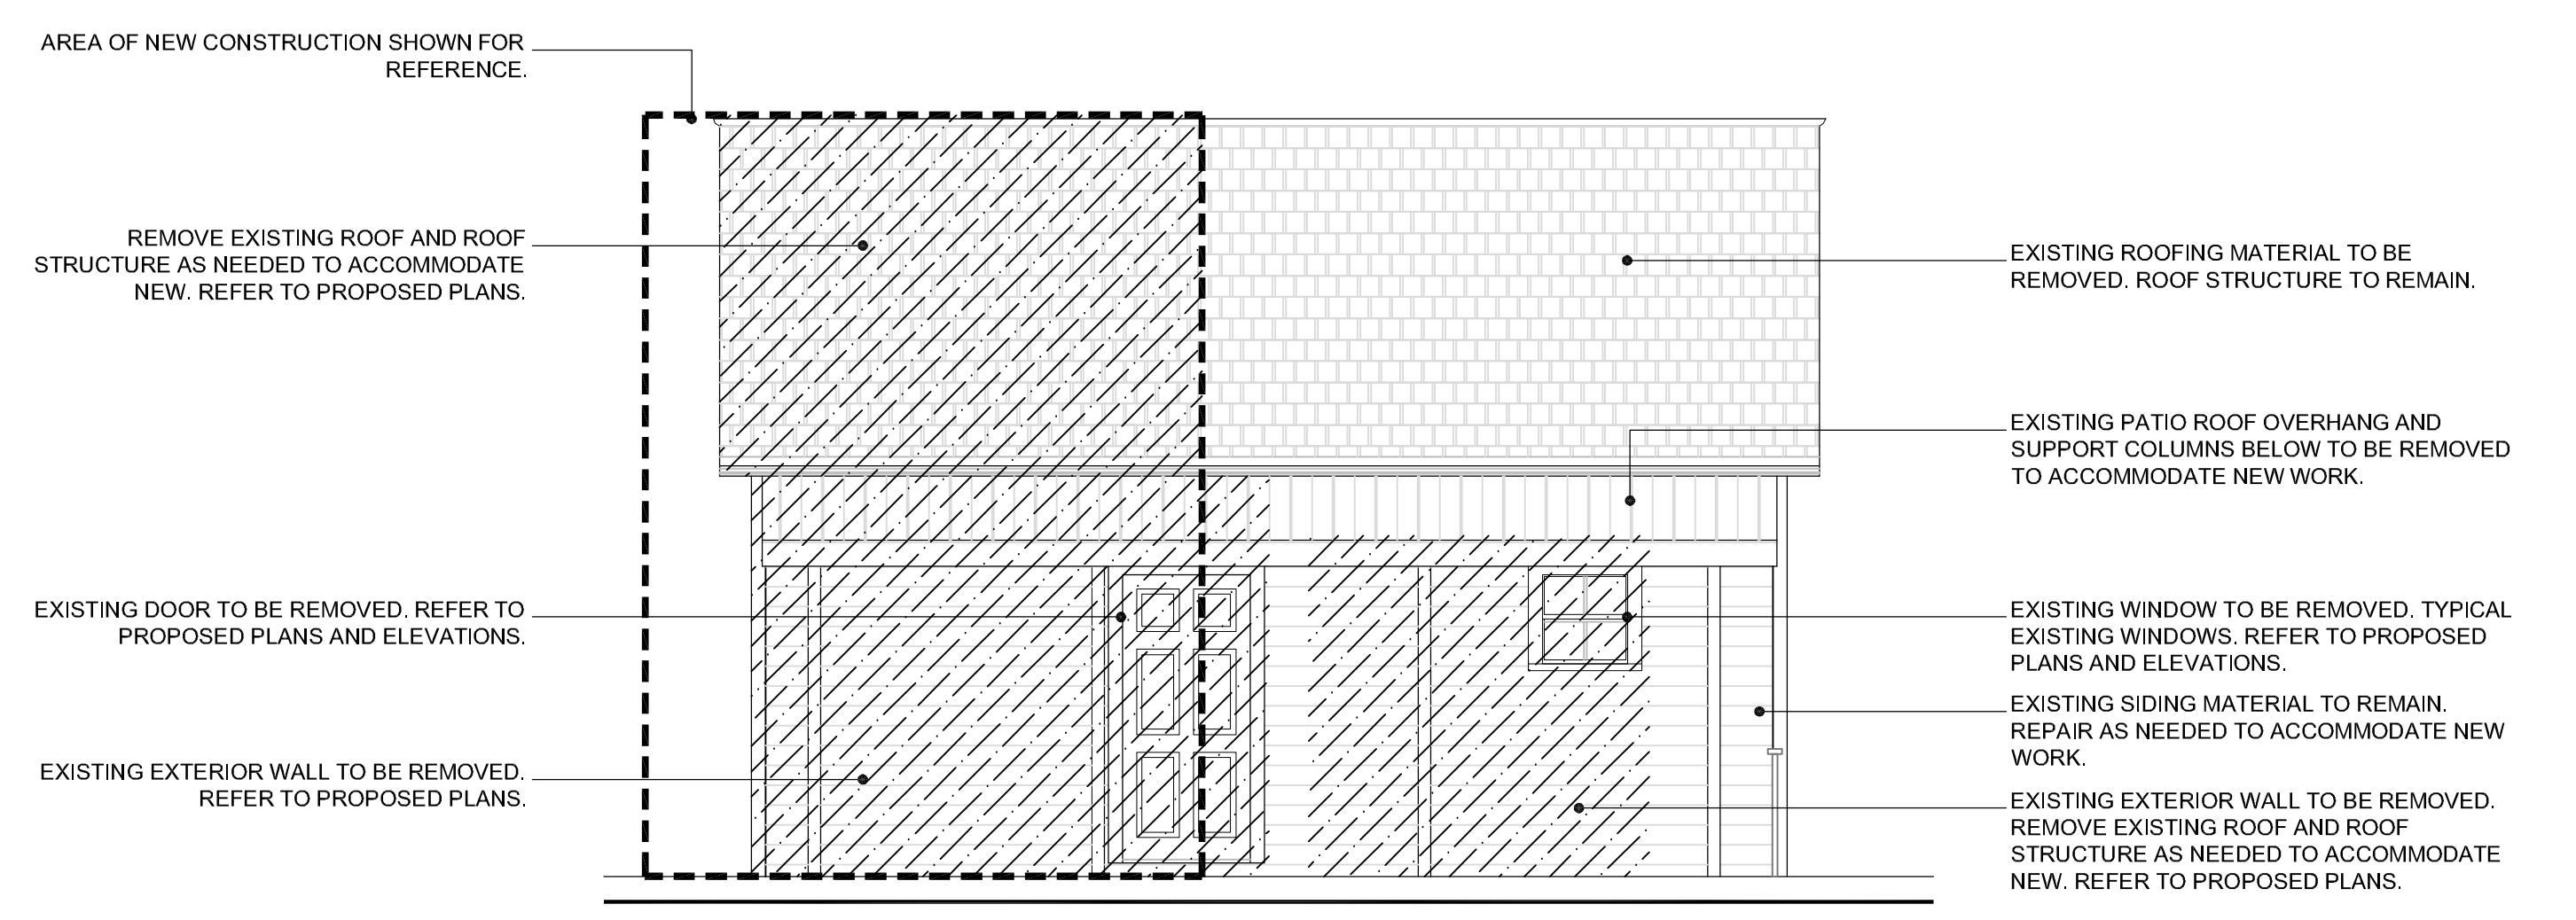 AREA OF NEW CONSTRUCTION SHOWN FOR
REFERENCE.
REMOVE EXISTING ROOF AND ROOF
STRUCTURE AS NEEDED TO ACCOMMODATE
NEW. REFER TO PROPOSED PLANS.
EXISTING DOOR TO BE REMOVED. REFER TO
PROPOSED PLANS AND ELEVATIONS.
EXISTING EXTERIOR WALL TO BE REMOVED.
REFER TO PROPOSED PLANS.
EXISTING ROOFING MATERIAL TO BE
REMOVED. ROOF STRUCTURE TO REMAIN.
EXISTING PATIO ROOF OVERHANG AND
SUPPORT COLUMNS BELOW TO BE REMOVED
TO ACCOMMODATE NEW WORK.
EXISTING WINDOW TO BE REMOVED. TYPICAL
EXISTING WINDOWS. REFER TO PROPOSED
PLANS AND ELEVATIONS.
EXISTING SIDING MATERIAL TO REMAIN.
REPAIR AS NEEDED TO ACCOMMODATE NEW
WORK.
EXISTING EXTERIOR WALL TO BE REMOVED.
REMOVE EXISTING ROOF AND ROOF
STRUCTURE AS NEEDED TO ACCOMMODATE
NEW. REFER TO PROPOSED PLANS.